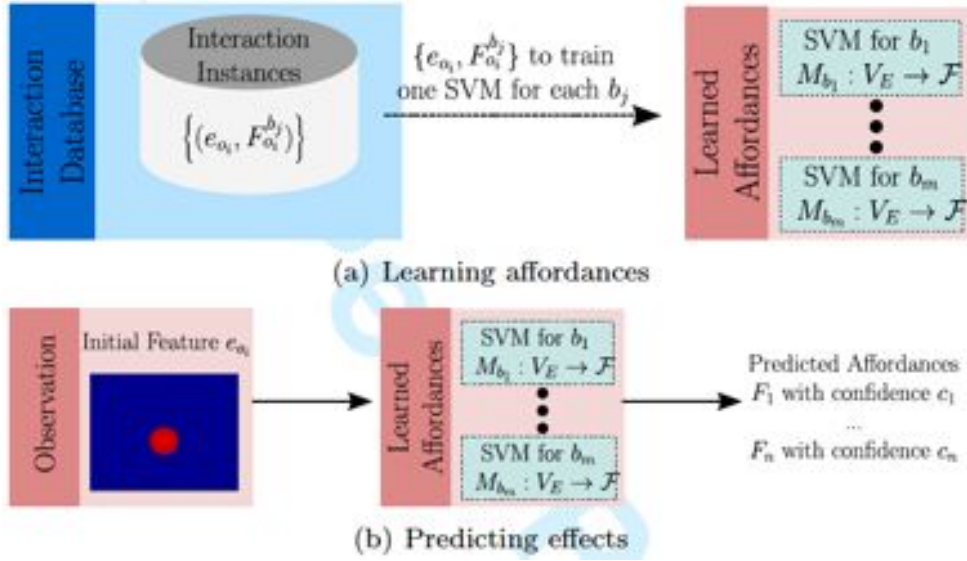 Interaction
Database
Interaction
Instances
{(e_{o_i}, F_{o_i}^{b_j})}
{e_{o_i}, F_{o_i}^{b_j}} to train
one SVM for each b_j
Learned
Affordances
SVM for b_1
M_{b_1} : V_E → 𝓕
SVM for b_m
M_{b_m} : V_E → 𝓕
(a) Learning affordances
Observation
Initial Feature e_{o_i}
Learned
Affordances
SVM for b_1
M_{b_1} : V_E → 𝓕
SVM for b_m
M_{b_m} : V_E → 𝓕
Predicted Affordances
F_1 with confidence c_1
...
F_n with confidence c_n
(b) Predicting effects